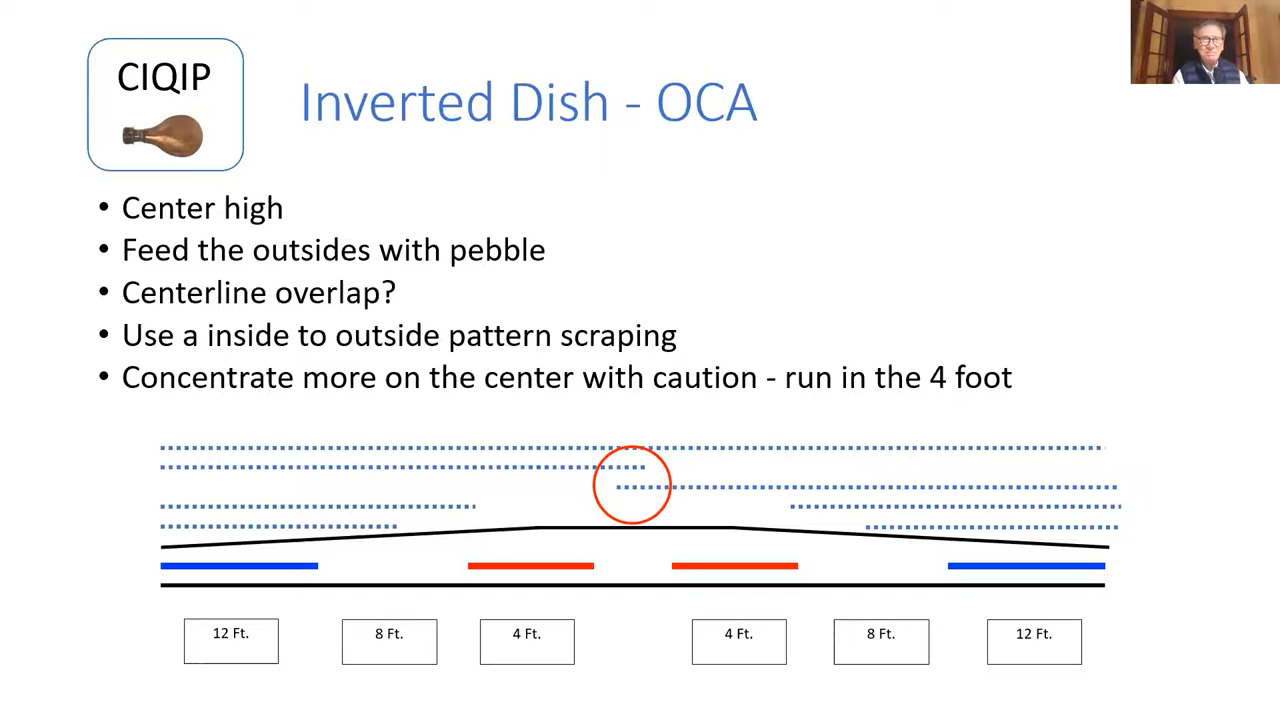 CIQIP
Inverted Dish - OCA
• Center high
• Feed the outsides with pebble
• Centerline overlap?
• Use a inside to outside pattern scraping
• Concentrate more on the center with caution - run in the 4 foot
12 Ft.
8 Ft.
4 Ft.
4 Ft.
8 Ft.
12 Ft.